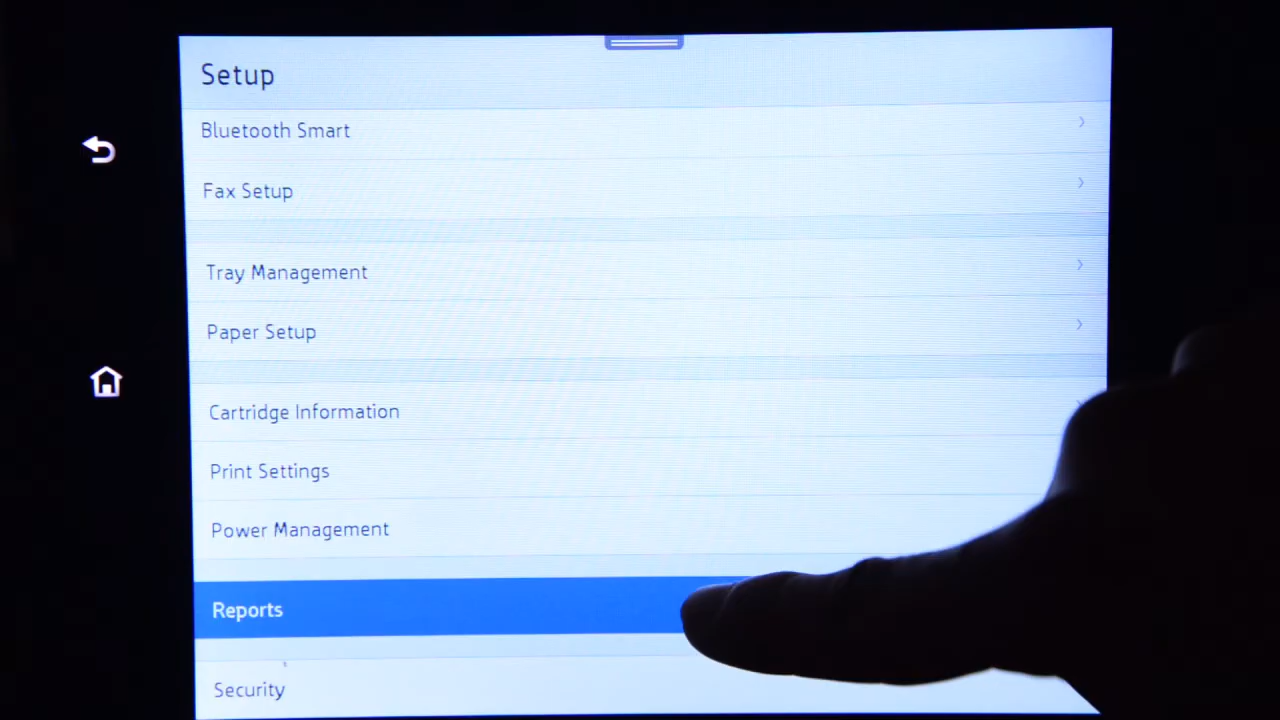 Setup
Bluetooth Smart
Fax Setup
Tray Management
Paper Setup
Cartridge Information
Print Settings
Power Management
Reports
Security